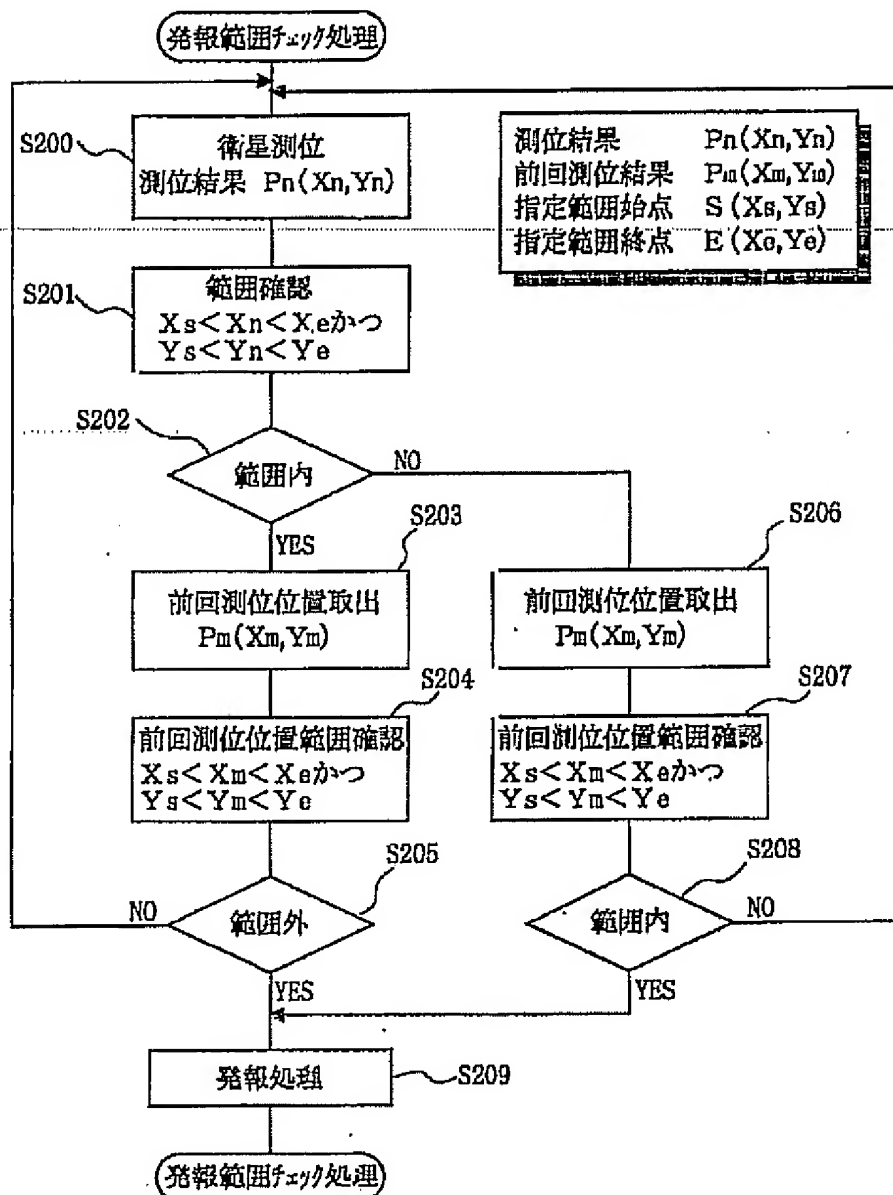 発報範囲チェック処理
S200
衛星測位
測位結果 Pn(Xn,Yn)
測位結果 Pn(Xn,Yn)
前回測位結果 Pm(Xm,Ym)
指定範囲始点 S(Xs,Ys)
指定範囲終点 E(Xe,Ye)
S201
範囲確認
Xs<Xn<Xeかつ
Ys<Yn<Ye
S202
範囲内
NO
YES
S203
前回測位位置取出
Pm(Xm,Ym)
S206
前回測位位置取出
Pm(Xm,Ym)
S204
前回測位位置範囲確認
Xs<Xm<Xeかつ
Ys<Ym<Ye
S207
前回測位位置範囲確認
Xs<Xm<Xeかつ
Ys<Ym<Ye
S205
NO
範囲外
YES
S208
範囲内
NO
YES
発報処理
S209
発報範囲チェック処理